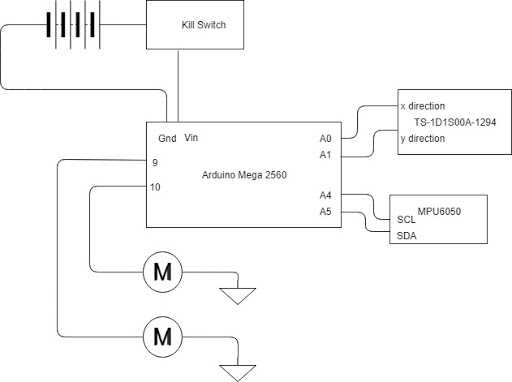 Kill Switch
Gnd Vin
9
10
Arduino Mega 2560
A0
A1
A4
A5
x direction
TS-1D1S00A-1294
y direction
MPU6050
SCL
SDA
M
M